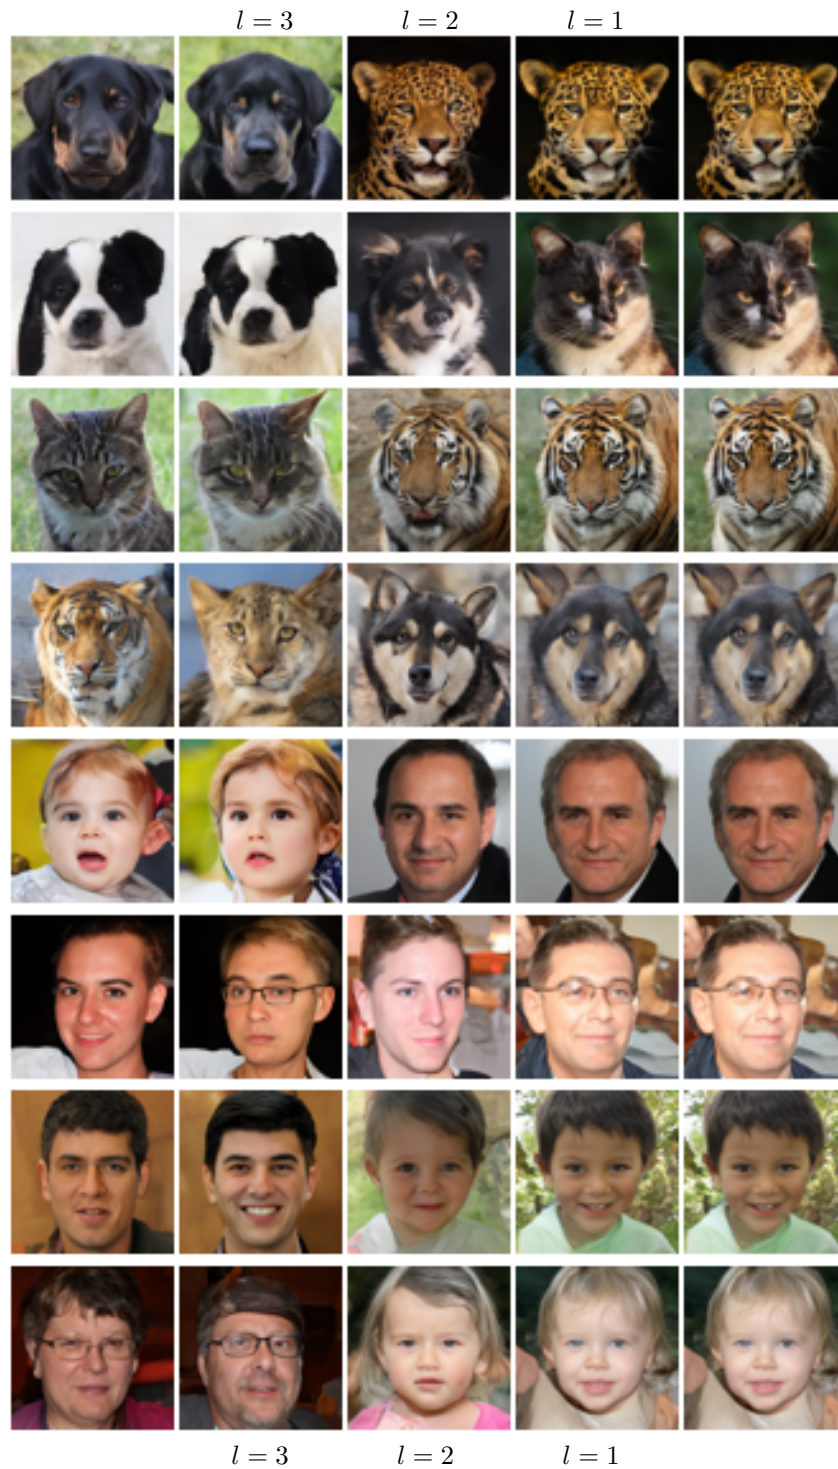 l = 3 l = 2 l = 1
l = 3 l = 2 l = 1